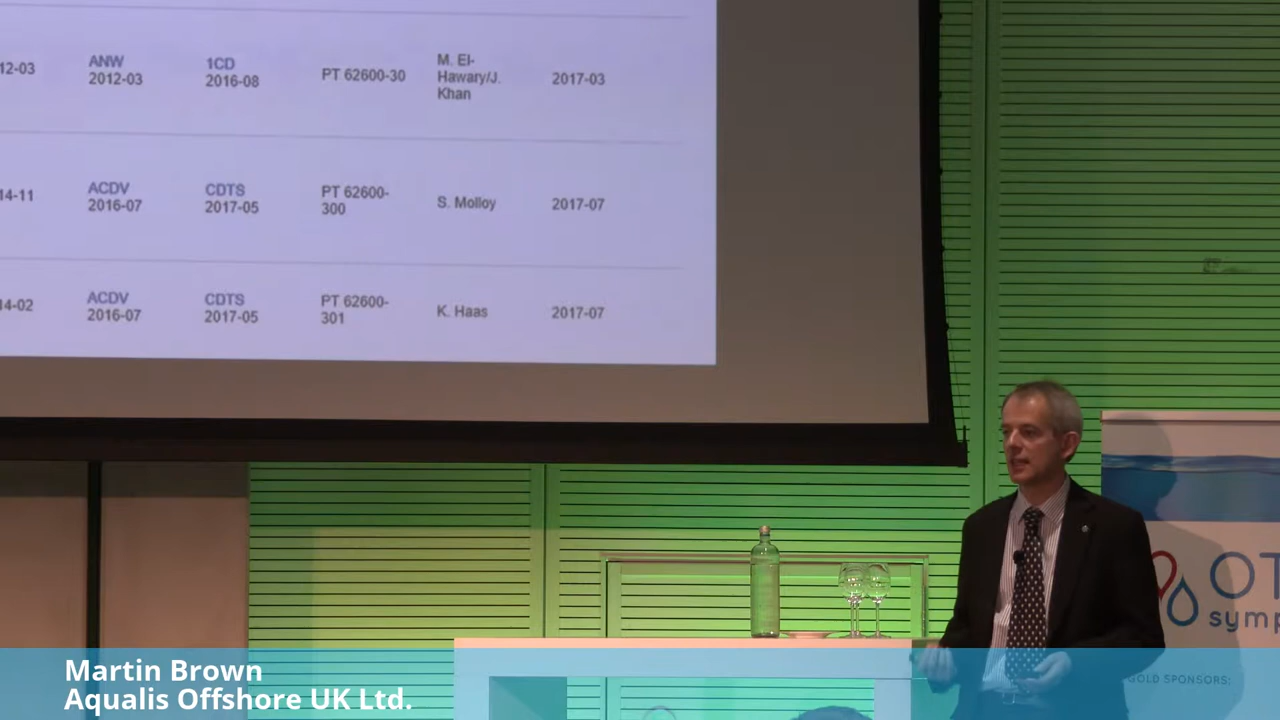 12-03
ANW
2012-03
1CD
2016-08
PT 62600-30
M. El-
Hawary/J.
Khan
2017-03
14-11
ACDV
2016-07
CDTS
2017-05
PT 62600-
300
S. Molloy
2017-07
14-02
ACDV
2016-07
CDTS
2017-05
PT 62600-
301
K. Haas
2017-07
OT
symp
GOLD SPONSORS:
Martin Brown
Aqualis Offshore UK Ltd.